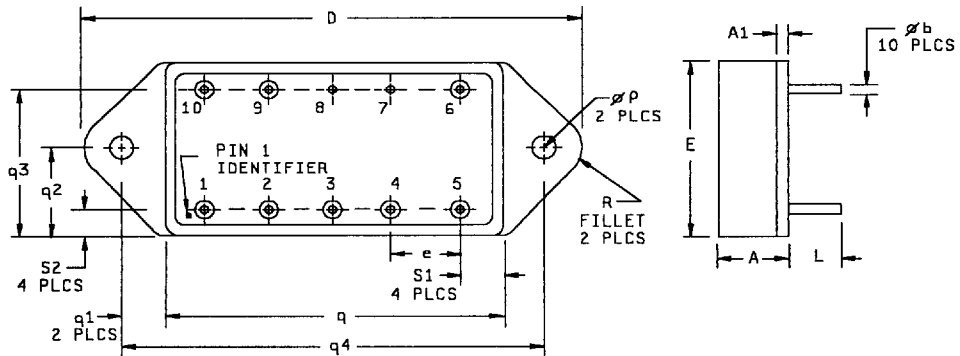 D
A1
øb
10 PLCS
10 9 8 7 6
øp
2 PLCS
E
q3
q2
PIN 1
IDENTIFIER
1 2 3 4 5
R
FILLET
2 PLCS
S2
4 PLCS
e
S1
4 PLCS
A
L
q1
2 PLCS
q
q4